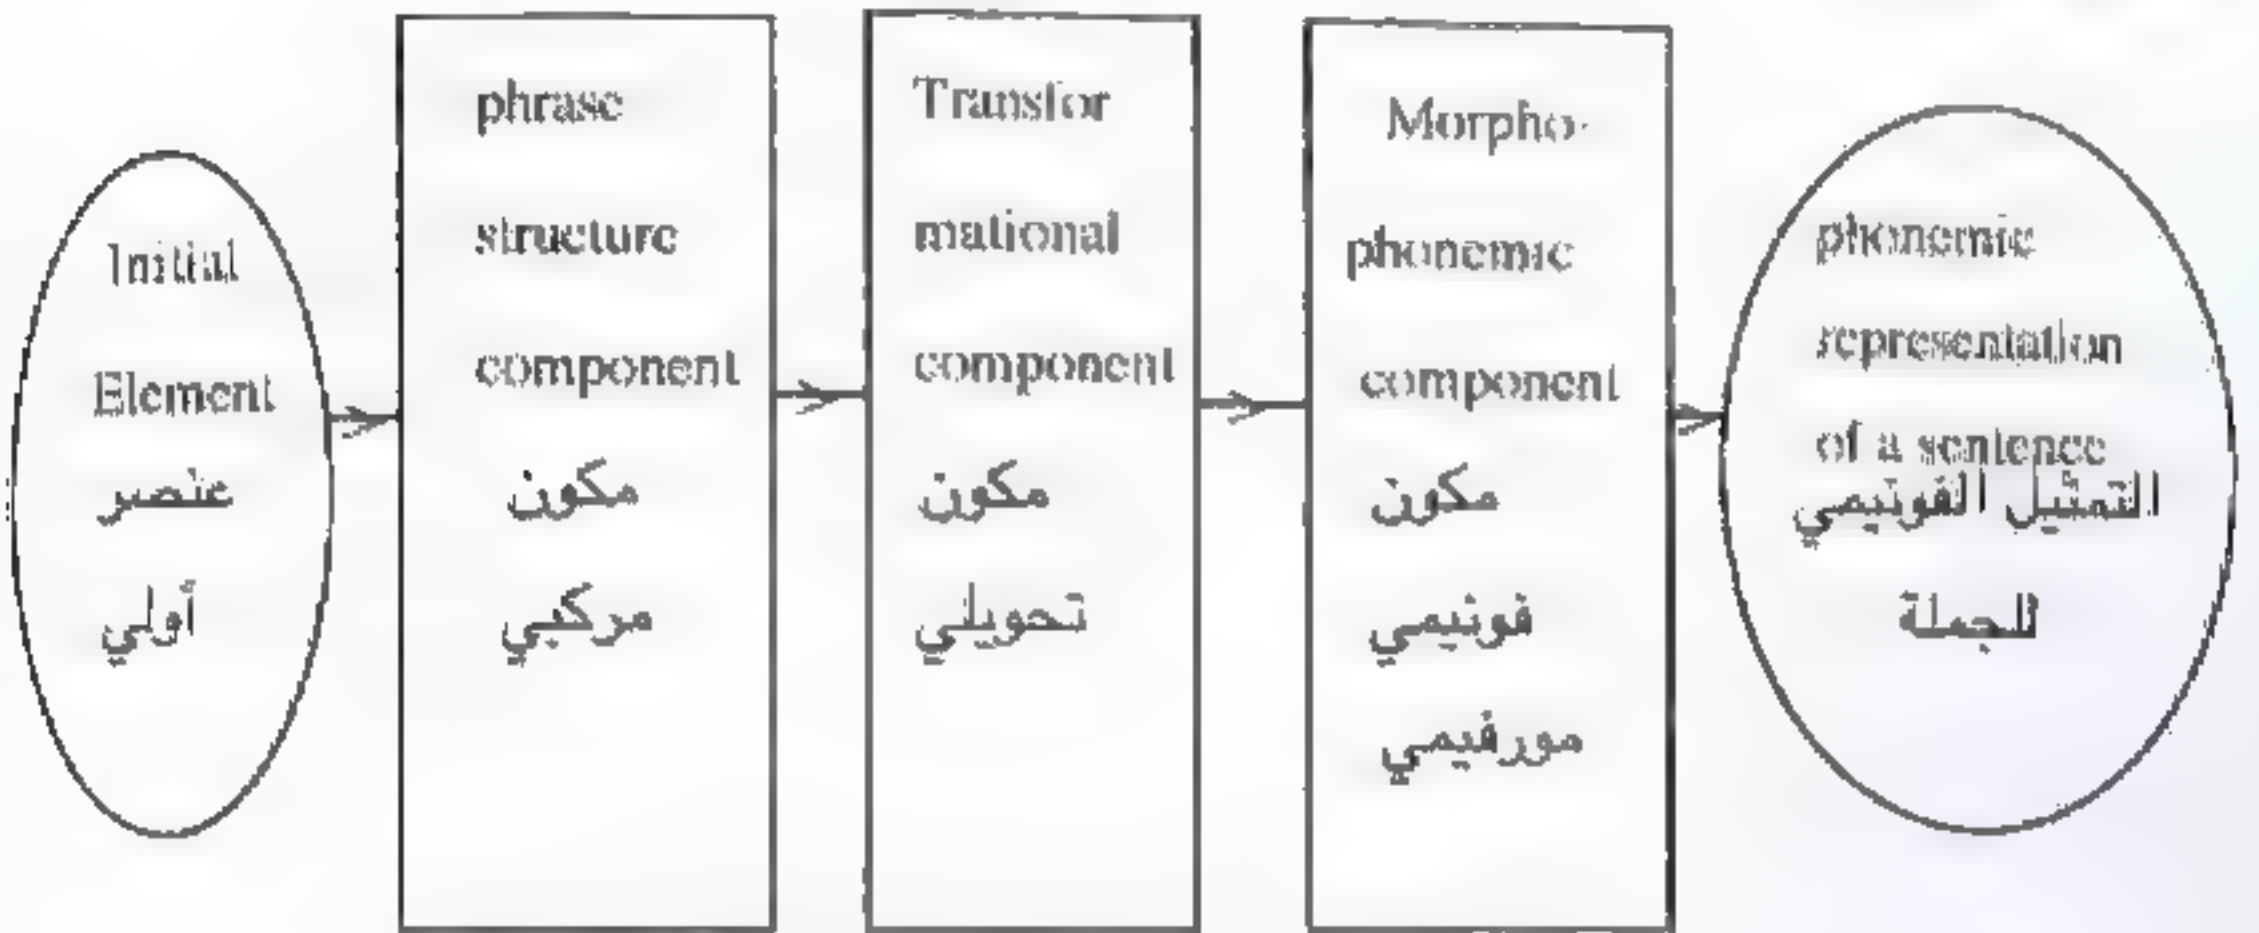 Initial
Element
عنصر
أولي
phrase
structure
component
مكون
مركبي
Transfor
mational
component
مكون
تحويلي
Morpho-
phonemic
component
مكون
فونيمي
مورفيمي
phonemic
representation
of a sentence
التمثيل الفونيمي
للجملة